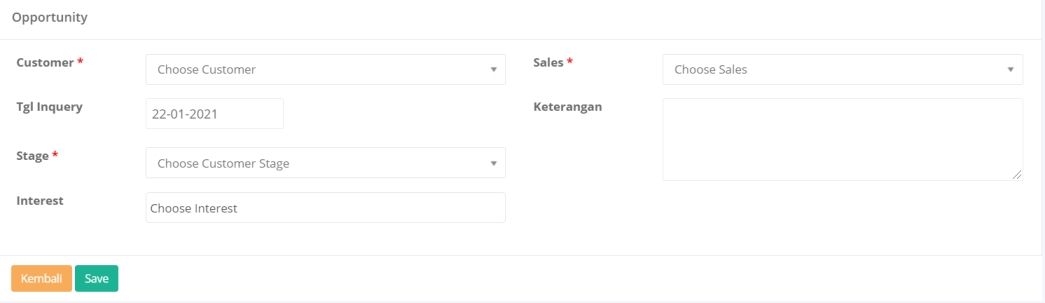 Opportunity
Customer * Choose Customer Sales * Choose Sales
Tgl Inquery 22-01-2021 Keterangan
Stage * Choose Customer Stage
Interest Choose Interest
Kembali Save